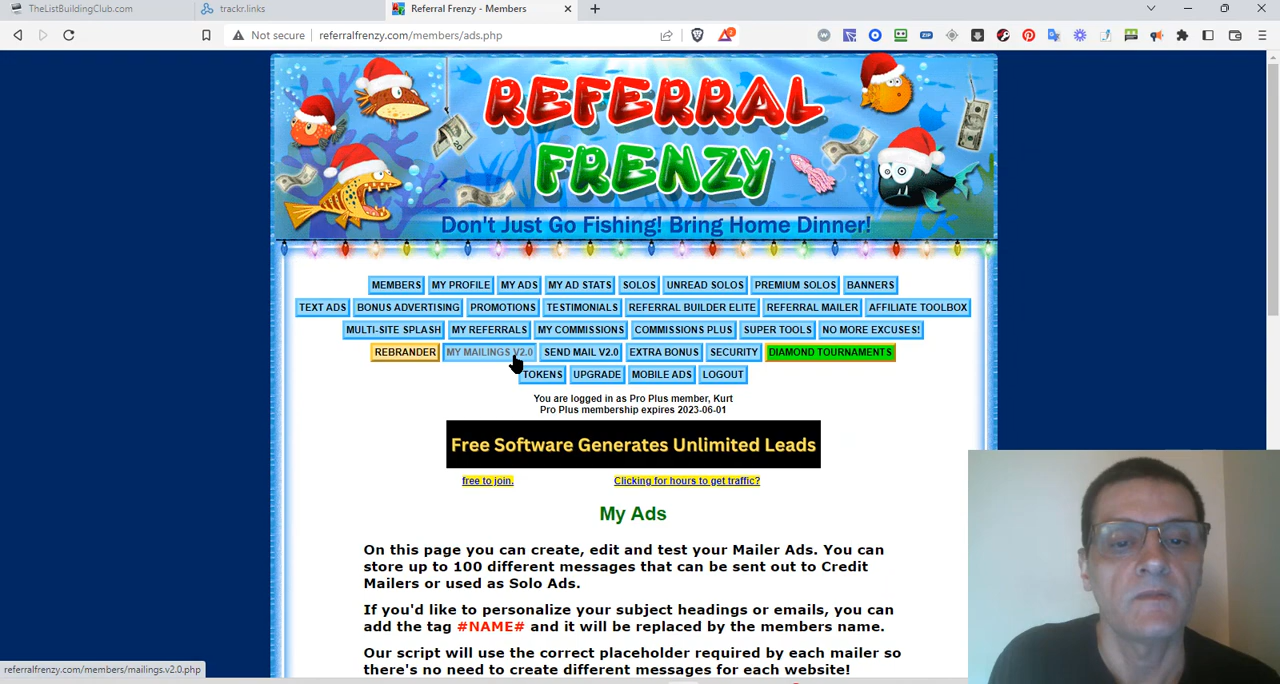 TheListBuildingClub.com
trackr.links
Referral Frenzy - Members
Not secure
referralfrenzy.com/members/ads.php
2
ZIP
REFERRAL
FRENZY
Don't Just Go Fishing! Bring Home Dinner!
MEMBERS MY PROFILE MY ADS MY AD STATS SOLOS UNREAD SOLOS PREMIUM SOLOS BANNERS
TEXT ADS BONUS ADVERTISING PROMOTIONS TESTIMONIALS REFERRAL BUILDER ELITE REFERRAL MAILER AFFILIATE TOOLBOX
MULTI-SITE SPLASH MY REFERRALS MY COMMISSIONS COMMISSIONS PLUS SUPER TOOLS NO MORE EXCUSES!
REBRANDER MY MAILINGS V2.0 SEND MAIL V2.0 EXTRA BONUS SECURITY DIAMOND TOURNAMENTS
TOKENS UPGRADE MOBILE ADS LOGOUT
You are logged in as Pro Plus member, Kurt
Pro Plus membership expires 2023-06-01
Free Software Generates Unlimited Leads
free to join. Clicking for hours to get traffic?
My Ads
On this page you can create, edit and test your Mailer Ads. You can
store up to 100 different messages that can be sent out to Credit
Mailers or used as Solo Ads.
If you'd like to personalize your subject headings or emails, you can
add the tag #NAME# and it will be replaced by the members name.
Our script will use the correct placeholder required by each mailer so
there's no need to create different messages for each website!
referralfrenzy.com/members/mailings.v2.0.php